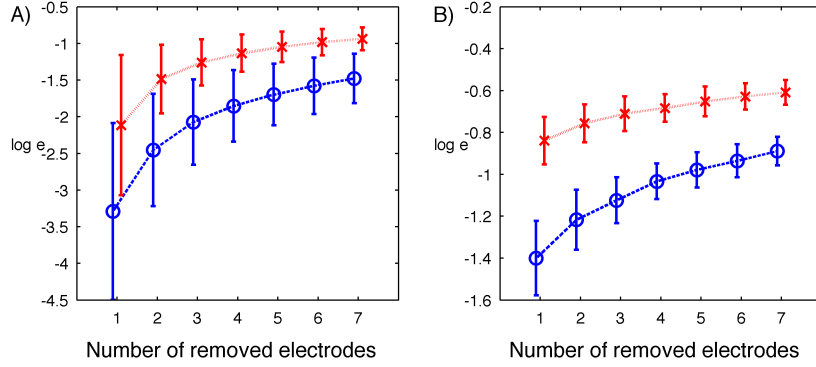 A)
-0.5
-1
-1.5
-2
log e
-2.5
-3
-3.5
-4
-4.5
1 2 3 4 5 6 7
Number of removed electrodes
B)
-0.2
-0.4
-0.6
-0.8
log e
-1
-1.2
-1.4
-1.6
1 2 3 4 5 6 7
Number of removed electrodes